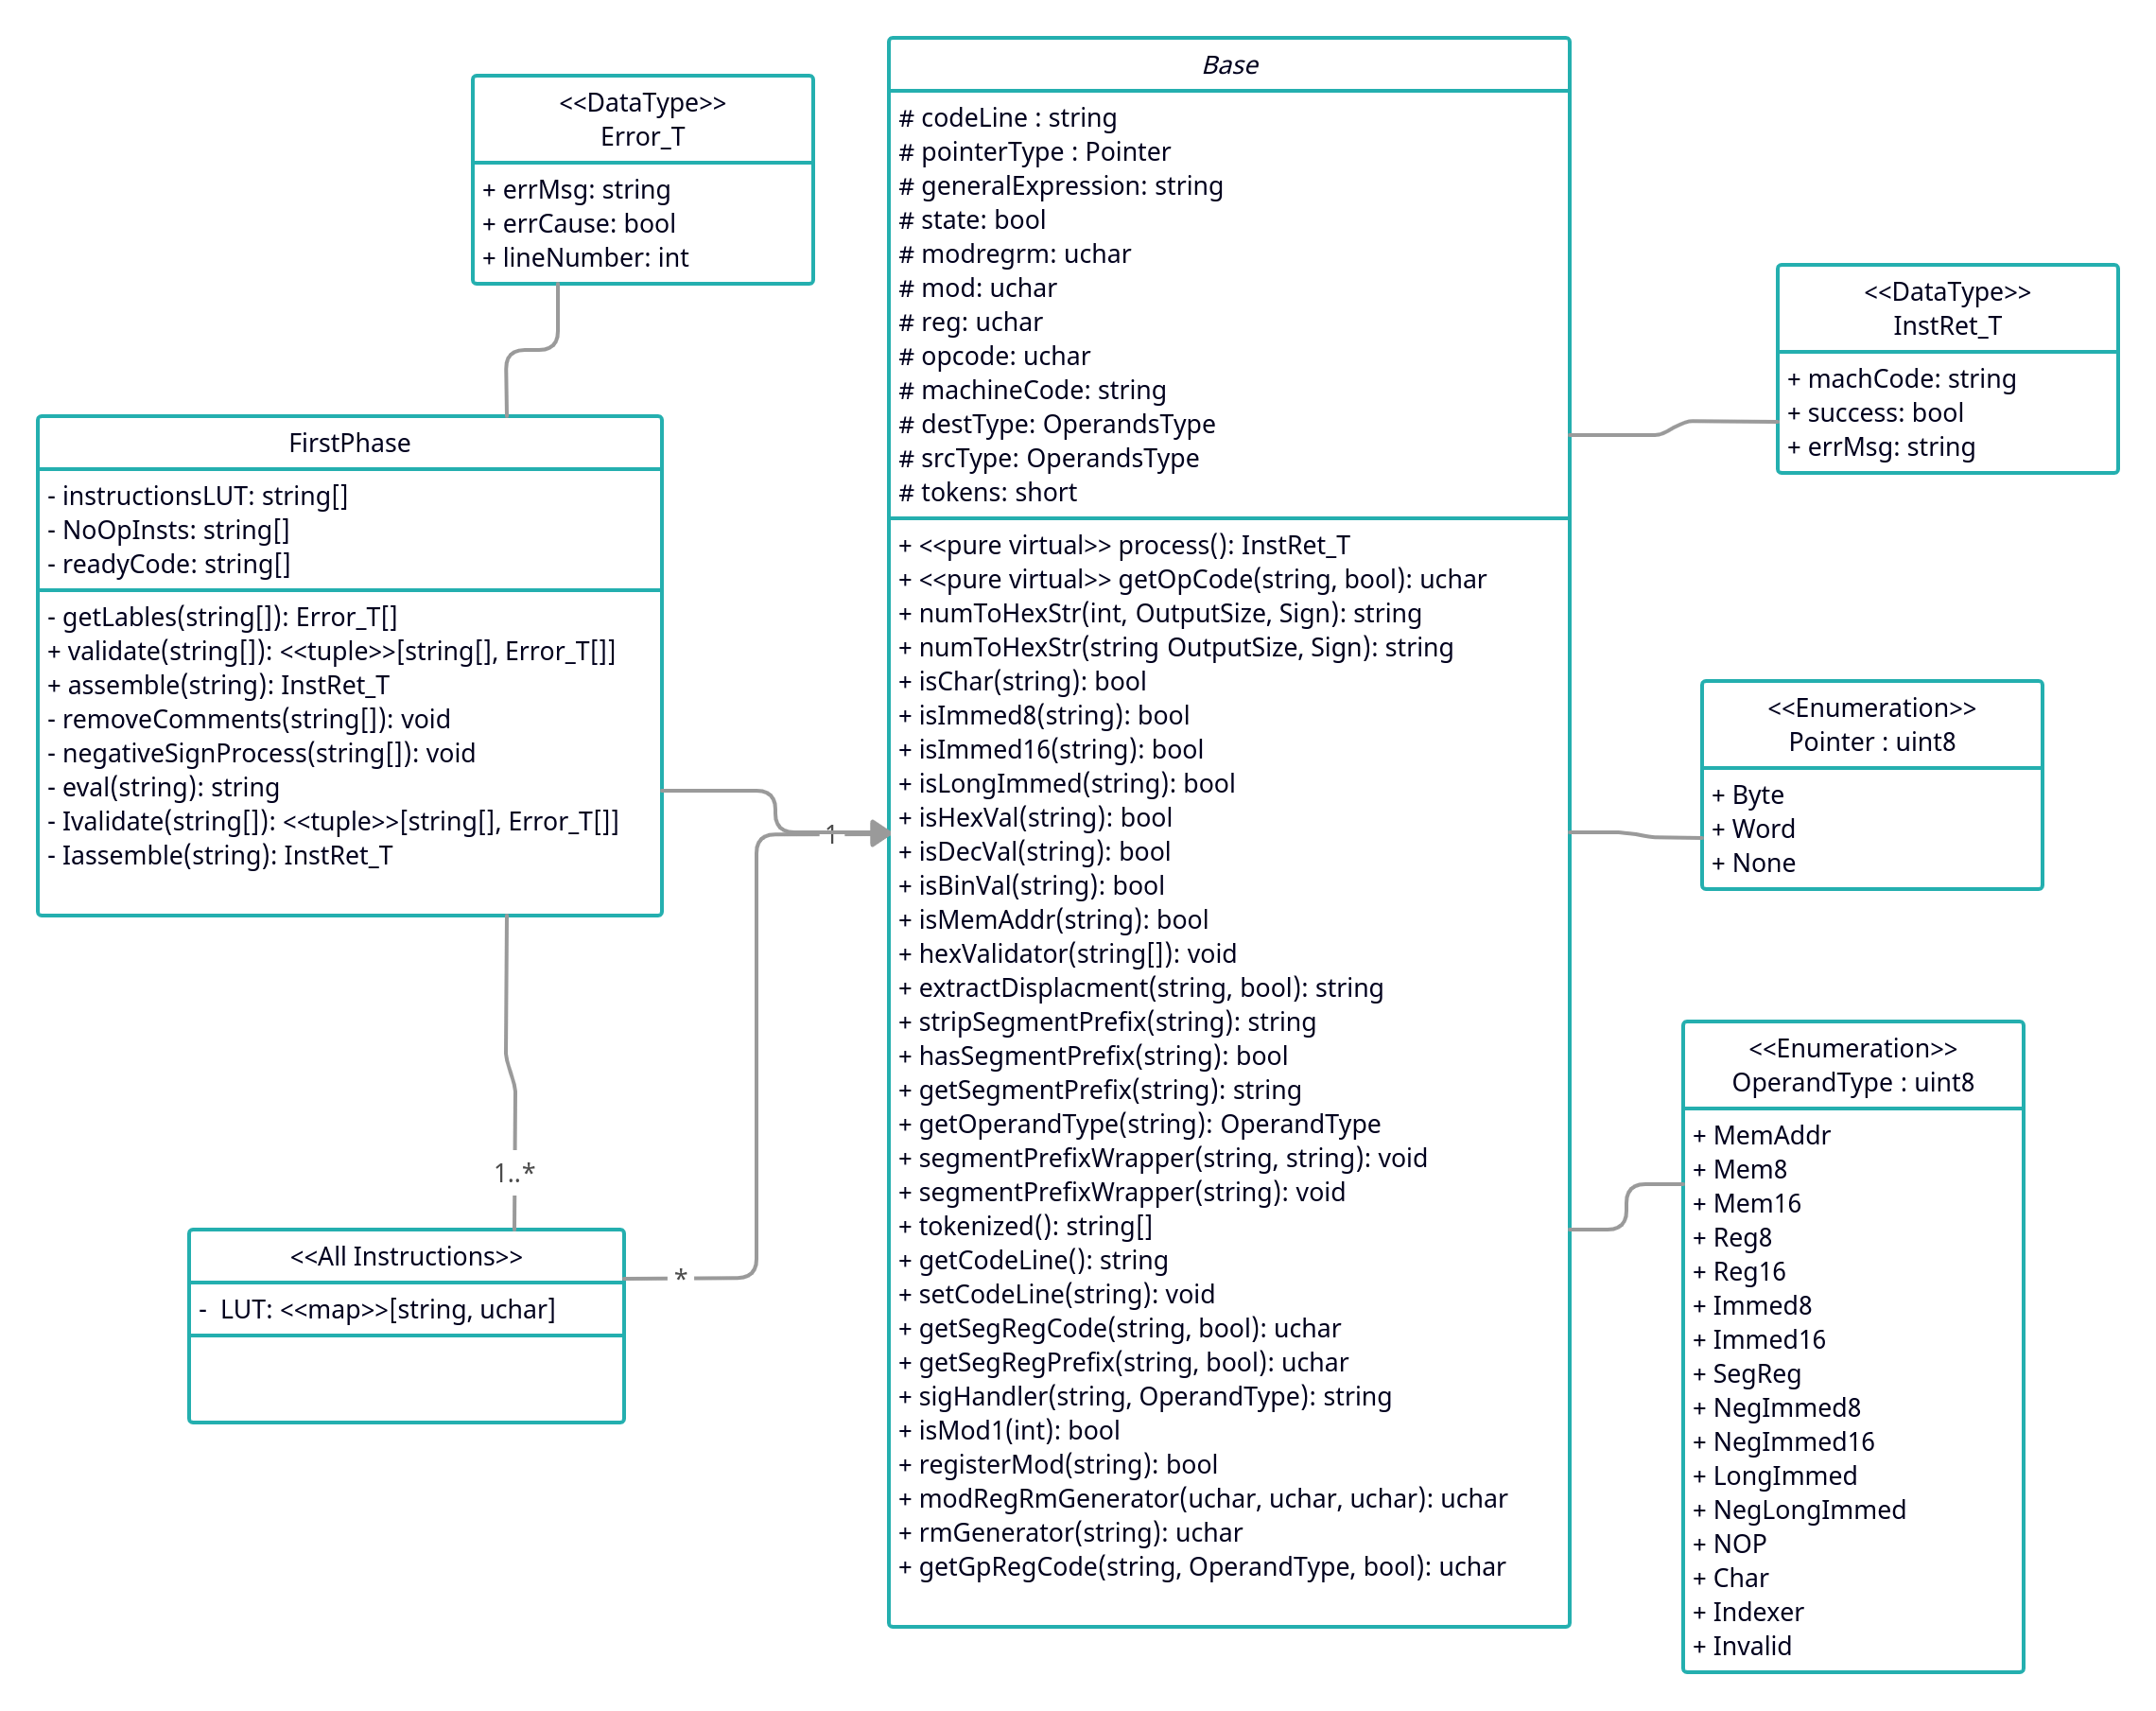 <<DataType>>
Error_T
+ errMsg: string
+ errCause: bool
+ lineNumber: int
FirstPhase
- instructionsLUT: string[]
- NoOpInsts: string[]
- readyCode: string[]
- getLables(string[]): Error_T[]
+ validate(string[]): <<tuple>>[string[], Error_T[]]
+ assemble(string): InstRet_T
- removeComments(string[]): void
- negativeSignProcess(string[]): void
- eval(string): string
- Ivalidate(string[]): <<tuple>>[string[], Error_T[]]
- Iassemble(string): InstRet_T
1..*
<<All Instructions>>
- LUT: <<map>>[string, uchar]
*
1
Base
# codeLine : string
# pointerType : Pointer
# generalExpression: string
# state: bool
# modregrm: uchar
# mod: uchar
# reg: uchar
# opcode: uchar
# machineCode: string
# destType: OperandsType
# srcType: OperandsType
# tokens: short
+ <<pure virtual>> process(): InstRet_T
+ <<pure virtual>> getOpCode(string, bool): uchar
+ numToHexStr(int, OutputSize, Sign): string
+ numToHexStr(string OutputSize, Sign): string
+ isChar(string): bool
+ isImmed8(string): bool
+ isImmed16(string): bool
+ isLongImmed(string): bool
+ isHexVal(string): bool
+ isDecVal(string): bool
+ isBinVal(string): bool
+ isMemAddr(string): bool
+ hexValidator(string[]): void
+ extractDisplacment(string, bool): string
+ stripSegmentPrefix(string): string
+ hasSegmentPrefix(string): bool
+ getSegmentPrefix(string): string
+ getOperandType(string): OperandType
+ segmentPrefixWrapper(string, string): void
+ segmentPrefixWrapper(string): void
+ tokenized(): string[]
+ getCodeLine(): string
+ setCodeLine(string): void
+ getSegRegCode(string, bool): uchar
+ getSegRegPrefix(string, bool): uchar
+ sigHandler(string, OperandType): string
+ isMod1(int): bool
+ registerMod(string): bool
+ modRegRmGenerator(uchar, uchar, uchar): uchar
+ rmGenerator(string): uchar
+ getGpRegCode(string, OperandType, bool): uchar
<<DataType>>
InstRet_T
+ machCode: string
+ success: bool
+ errMsg: string
<<Enumeration>>
Pointer : uint8
+ Byte
+ Word
+ None
<<Enumeration>>
OperandType : uint8
+ MemAddr
+ Mem8
+ Mem16
+ Reg8
+ Reg16
+ Immed8
+ Immed16
+ SegReg
+ NegImmed8
+ NegImmed16
+ LongImmed
+ NegLongImmed
+ NOP
+ Char
+ Indexer
+ Invalid